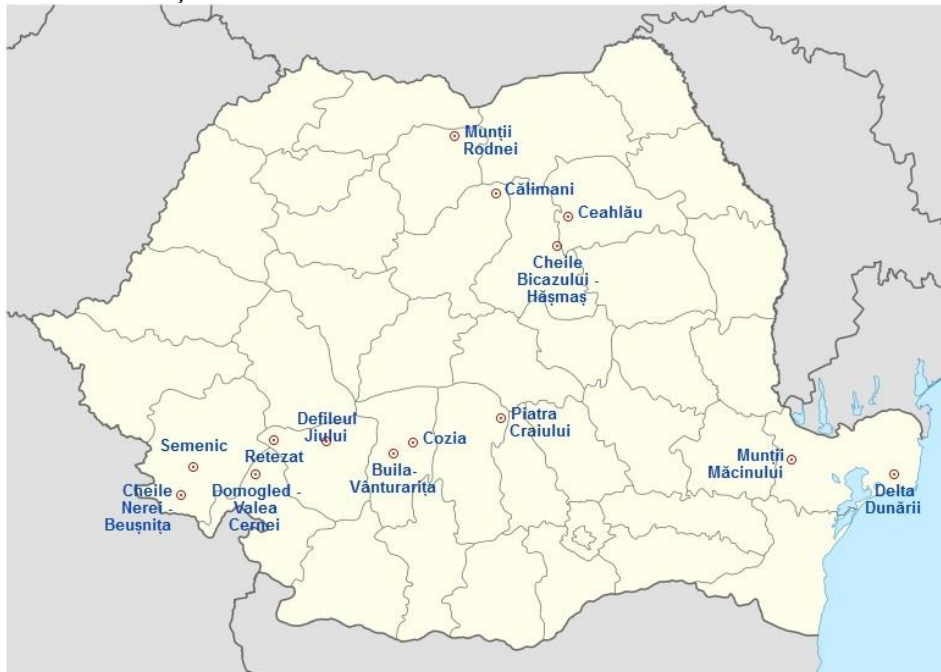 Munții
Rodnei
Călimani
Ceahlău
Cheile
Bicazului -
Hășmaș
Piatra
Craiului
Defileul
Jiului
Cozia
Semenic
Retezat
Buila-
Vânturarița
Munții
Măcinului
Cheile
Nerei -
Beușnița
Domogled -
Valea
Cernei
Delta
Dunării